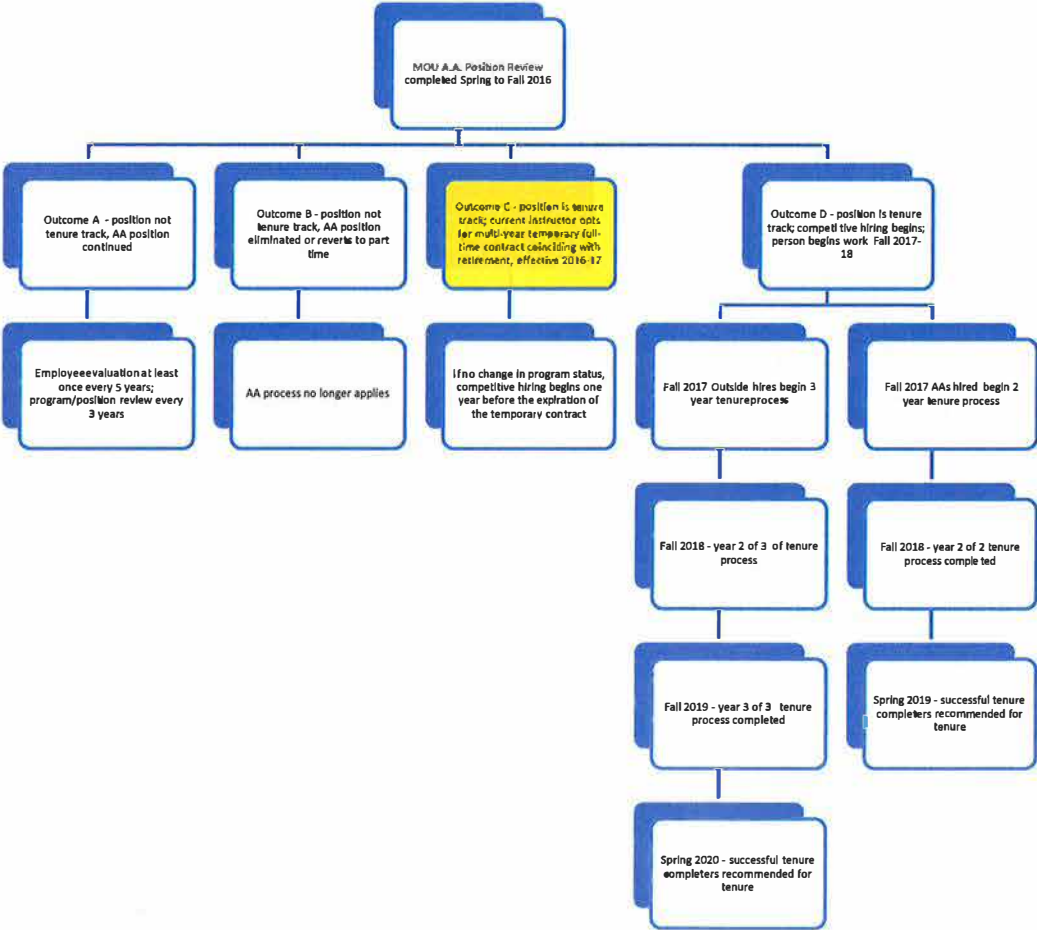 MOU A.A. Position Review
completed Spring to Fall 2016
Outcome A - position not
tenure track, AA position
continued
Outcome B - position not
tenure track, AA position
eliminated or reverts to part
time
Outcome C - position is tenure
track; current instructor opts
for multi-year temporary full-
time contract coinciding with
retirement, effective 2016-17
Outcome D - position is tenure
track; competitive hiring begins;
person begins work Fall 2017-
18
Employee evaluation at least
once every 5 years;
program/position review every
3 years
AA process no longer applies
If no change in program status,
competitive hiring begins one
year before the expiration of
the temporary contract
Fall 2017 Outside hires begin 3
year tenure process
Fall 2017 AAs hired begin 2
year tenure process
Fall 2018 - year 2 of 3 of tenure
process
Fall 2018 - year 2 of 2 tenure
process completed
Fall 2019 - year 3 of 3 tenure
process completed
Spring 2019 - successful tenure
completers recommended for
tenure
Spring 2020 - successful tenure
completers recommended for
tenure